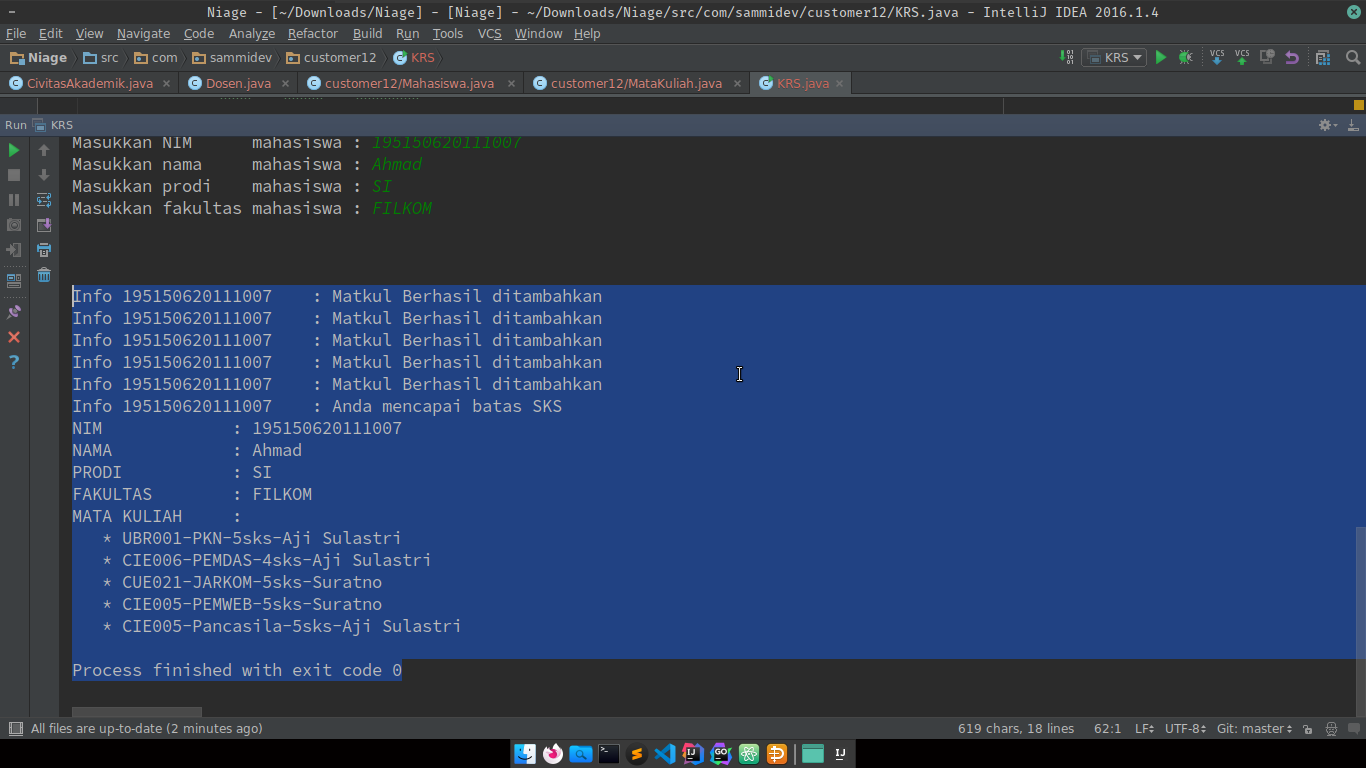 Niage - [~/Downloads/Niage] - [Niage] - ~/Downloads/Niage/src/com/sammidev/customer12/KRS.java - IntelliJ IDEA 2016.1.4
File Edit View Navigate Code Analyze Refactor Build Run Tools VCS Window Help
Niage src com sammidev customer12 KRS KRS VCS VCS
CivitasAkademik.java Dosen.java customer12/Mahasiswa.java customer12/MataKuliah.java KRS.java
Run KRS
Masukkan NIM mahasiswa : 195150620111007
Masukkan nama mahasiswa : Ahmad
Masukkan prodi mahasiswa : SI
Masukkan fakultas mahasiswa : FILKOM
Info 195150620111007 : Matkul Berhasil ditambahkan
Info 195150620111007 : Matkul Berhasil ditambahkan
Info 195150620111007 : Matkul Berhasil ditambahkan
Info 195150620111007 : Matkul Berhasil ditambahkan
Info 195150620111007 : Matkul Berhasil ditambahkan
Info 195150620111007 : Anda mencapai batas SKS
NIM : 195150620111007
NAMA : Ahmad
PRODI : SI
FAKULTAS : FILKOM
MATA KULIAH :
* UBR001-PKN-5sks-Aji Sulastri
* CIE006-PEMDAS-4sks-Aji Sulastri
* CUE021-JARKOM-5sks-Suratno
* CIE005-PEMWEB-5sks-Suratno
* CIE005-Pancasila-5sks-Aji Sulastri
Process finished with exit code 0
All files are up-to-date (2 minutes ago) 619 chars, 18 lines 62:1 LF UTF-8 Git: master
IJ GO IJ